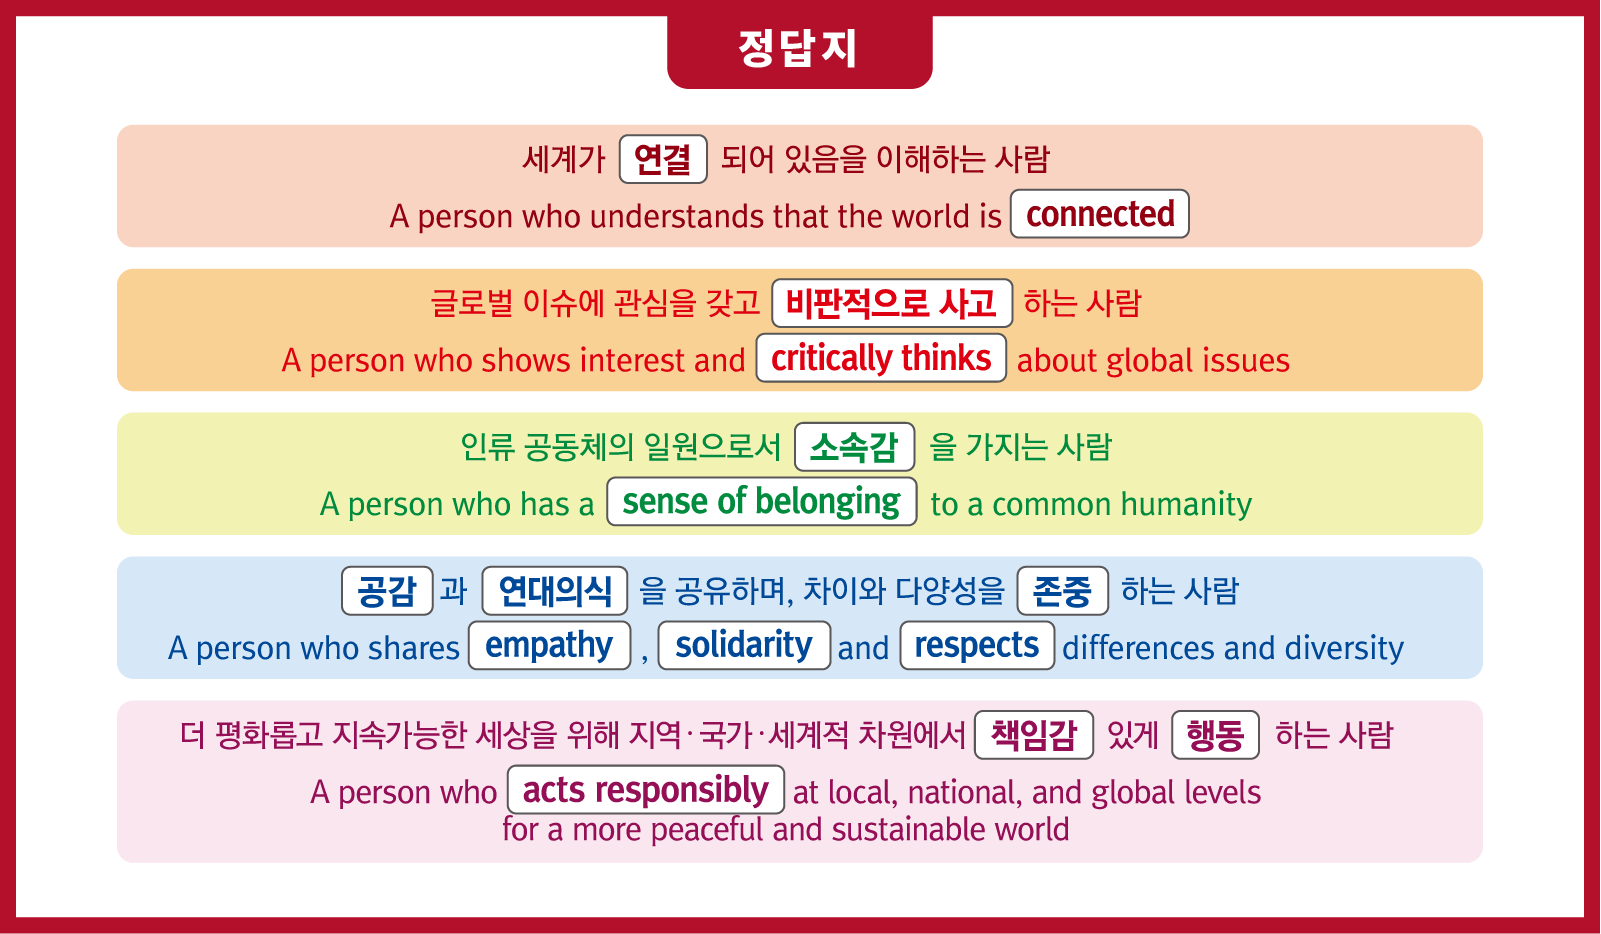 정답지
세계가 연결 되어 있음을 이해하는 사람
A person who understands that the world is connected
글로벌 이슈에 관심을 갖고 비판적으로 사고 하는 사람
A person who shows interest and critically thinks about global issues
인류 공동체의 일원으로서 소속감 을 가지는 사람
A person who has a sense of belonging to a common humanity
공감 과 연대의식 을 공유하며, 차이와 다양성을 존중 하는 사람
A person who shares empathy , solidarity and respects differences and diversity
더 평화롭고 지속가능한 세상을 위해 지역·국가·세계적 차원에서 책임감 있게 행동 하는 사람
A person who acts responsibly at local, national, and global levels
for a more peaceful and sustainable world